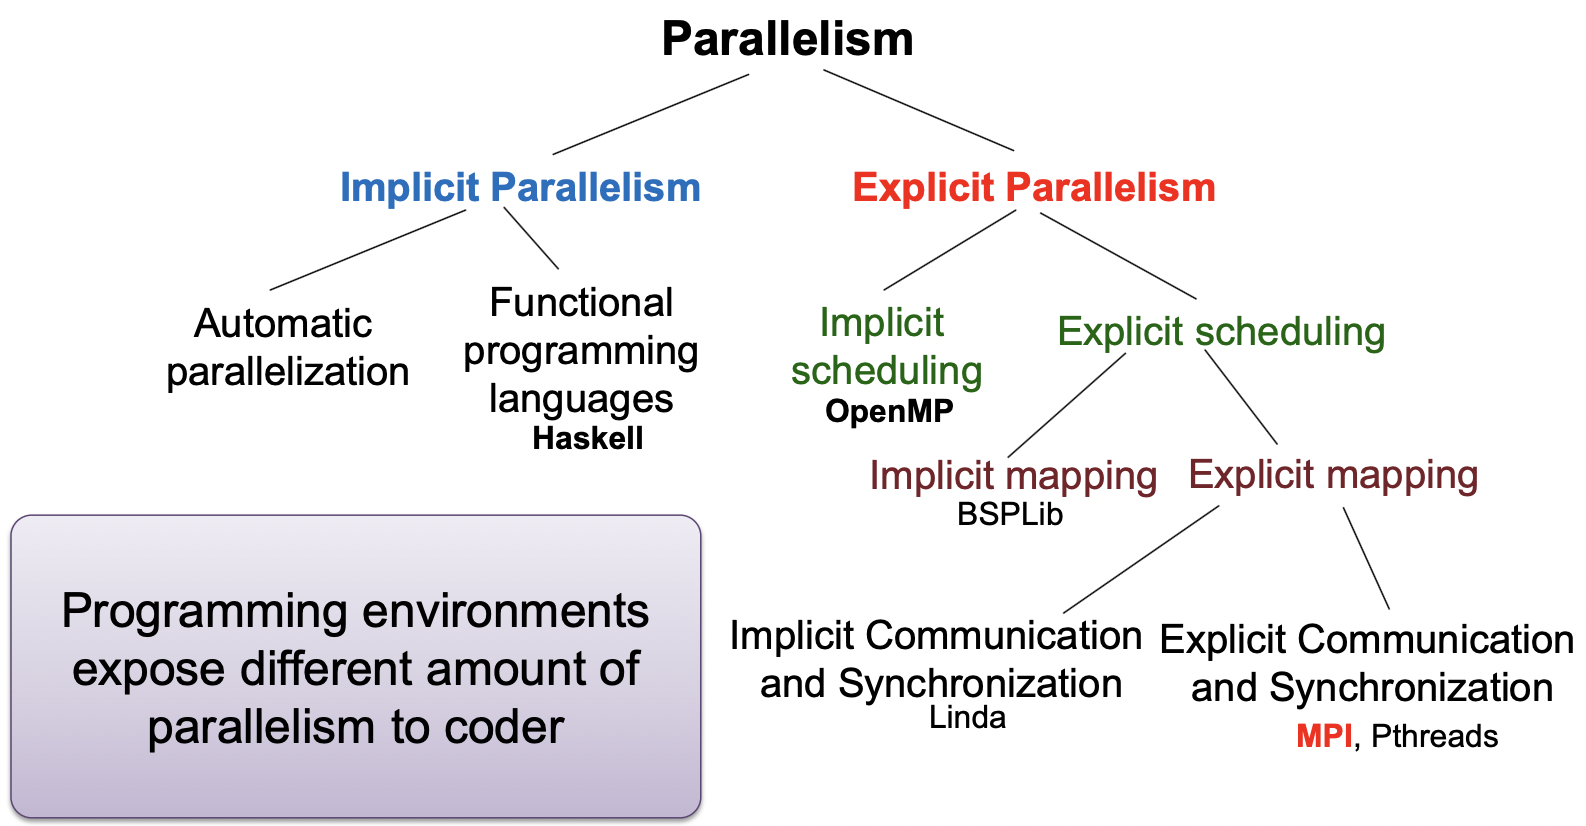 Parallelism
Implicit Parallelism
Explicit Parallelism
Automatic
parallelization
Functional
programming
languages
Haskell
Implicit
scheduling
OpenMP
Explicit scheduling
Implicit mapping
BSPLib
Explicit mapping
Implicit Communication
and Synchronization
Linda
Explicit Communication
and Synchronization
MPI, Pthreads
Programming environments
expose different amount of
parallelism to coder